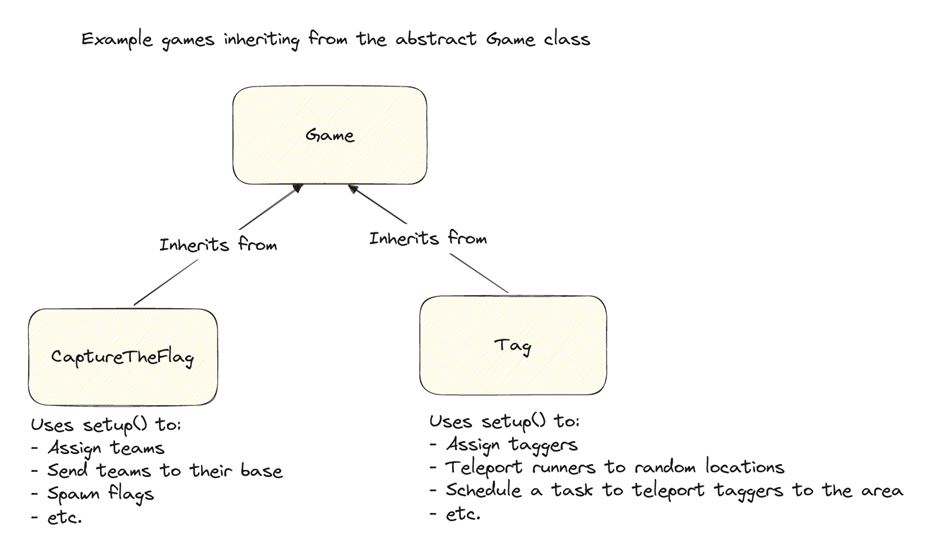 Example games inheriting from the abstract Game class
Game
Inherits from
Inherits from
CaptureTheFlag
Tag
Uses setup() to:
- Assign teams
- Send teams to their base
- Spawn flags
- etc.
Uses setup() to:
- Assign taggers
- Teleport runners to random locations
- Schedule a task to teleport taggers to the area
- etc.